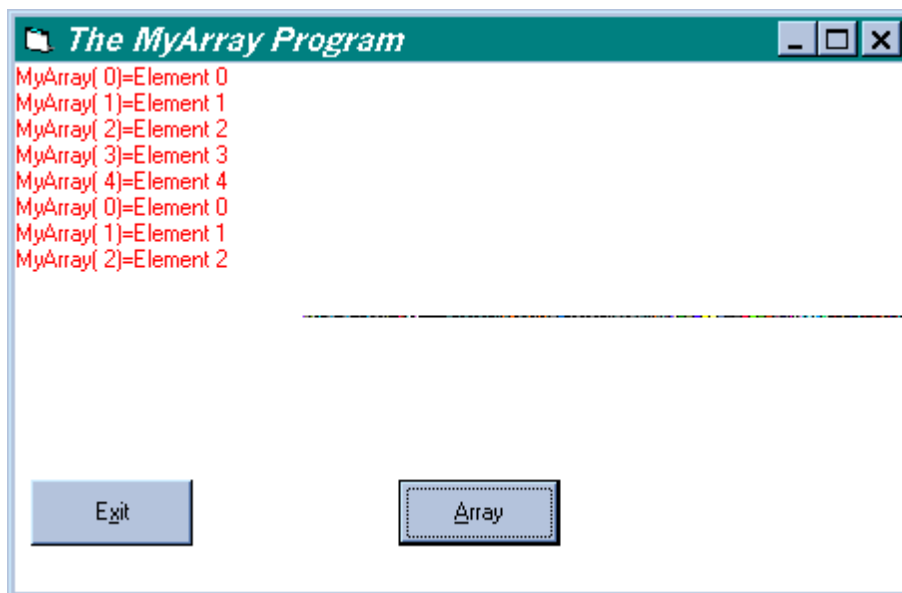 The MyArray Program
MyArray( 0)=Element 0
MyArray( 1)=Element 1
MyArray( 2)=Element 2
MyArray( 3)=Element 3
MyArray( 4)=Element 4
MyArray( 0)=Element 0
MyArray( 1)=Element 1
MyArray( 2)=Element 2
Exit
Array